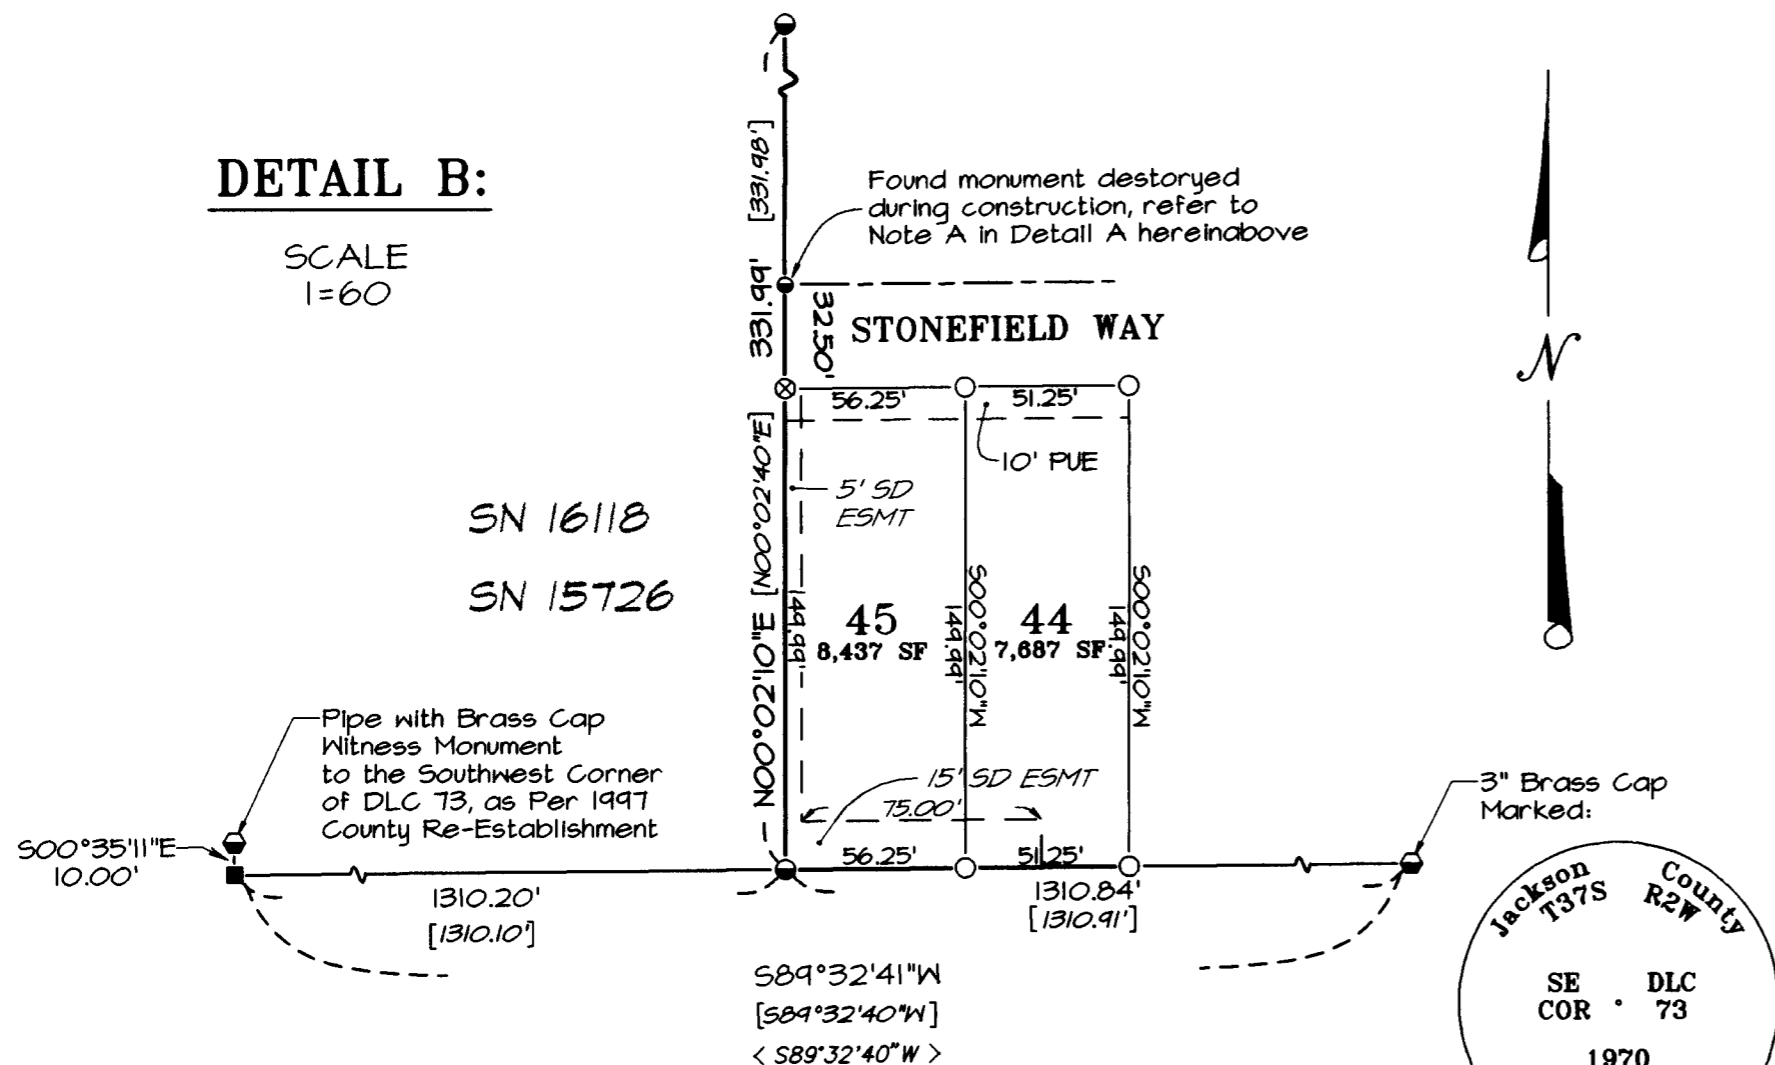 DETAIL B:
SCALE
1=60
[331.98']
331.99'
Found monument destoryed
during construction, refer to
Note A in Detail A hereinabove
32.50'
STONEFIELD WAY
N
56.25'
51.25'
10' PUE
[N00°02'04"E]
N00°02'10"E
5' SD
ESMT
SN 16118
SN 15726
149.99'
45
8,437 SF
S00°02'10"W
149.99'
44
7,687 SF
S00°02'10"W
149.99'
Pipe with Brass Cap
Witness Monument
to the Southwest Corner
of DLC 73, as Per 1997
County Re-Establishment
15' SD ESMT
75.00'
3" Brass Cap
Marked:
S00°35'11"E
10.00'
56.25'
51.25'
1310.20'
[1310.10']
1310.84'
[1310.91']
S89°32'41"W
[S89°32'40"W]
< S89°32'40"W >
Jackson County
T37S R2W
SE DLC
COR 73
1970